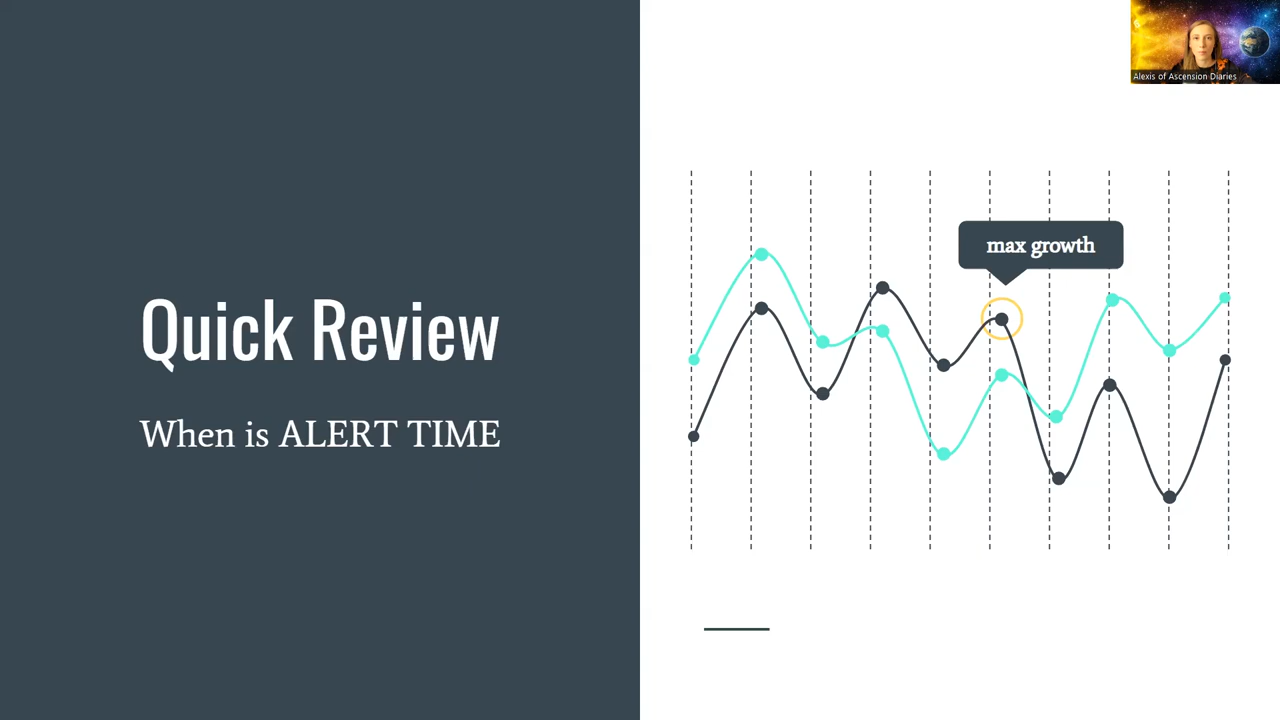 Quick Review
When is ALERT TIME
max growth
Alexis of Ascension Diaries